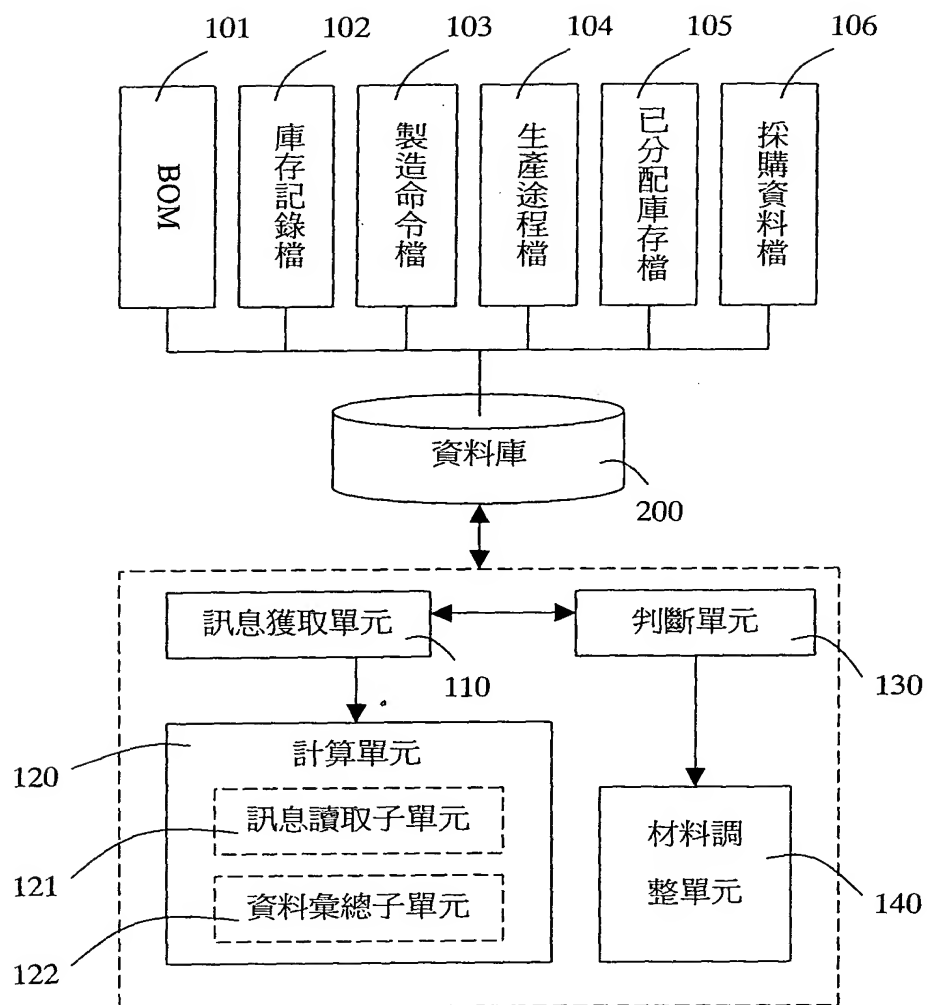 101
102
103
104
105
106
BOM
庫存記錄檔
製造命令檔
生產途程檔
已分配庫存檔
採購資料檔
資料庫
200
訊息獲取單元
判斷單元
110
130
計算單元
120
訊息讀取子單元
材料調
121
整單元
140
資料彙總子單元
122